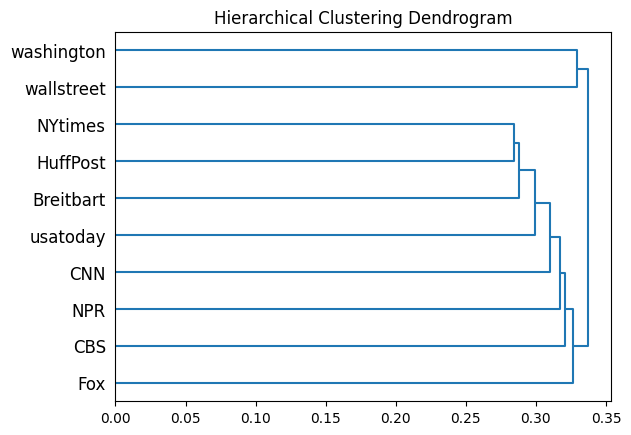 Hierarchical Clustering Dendrogram
washington
wallstreet
NYtimes
HuffPost
Breitbart
usatoday
CNN
NPR
CBS
Fox
0.00 0.05 0.10 0.15 0.20 0.25 0.30 0.35